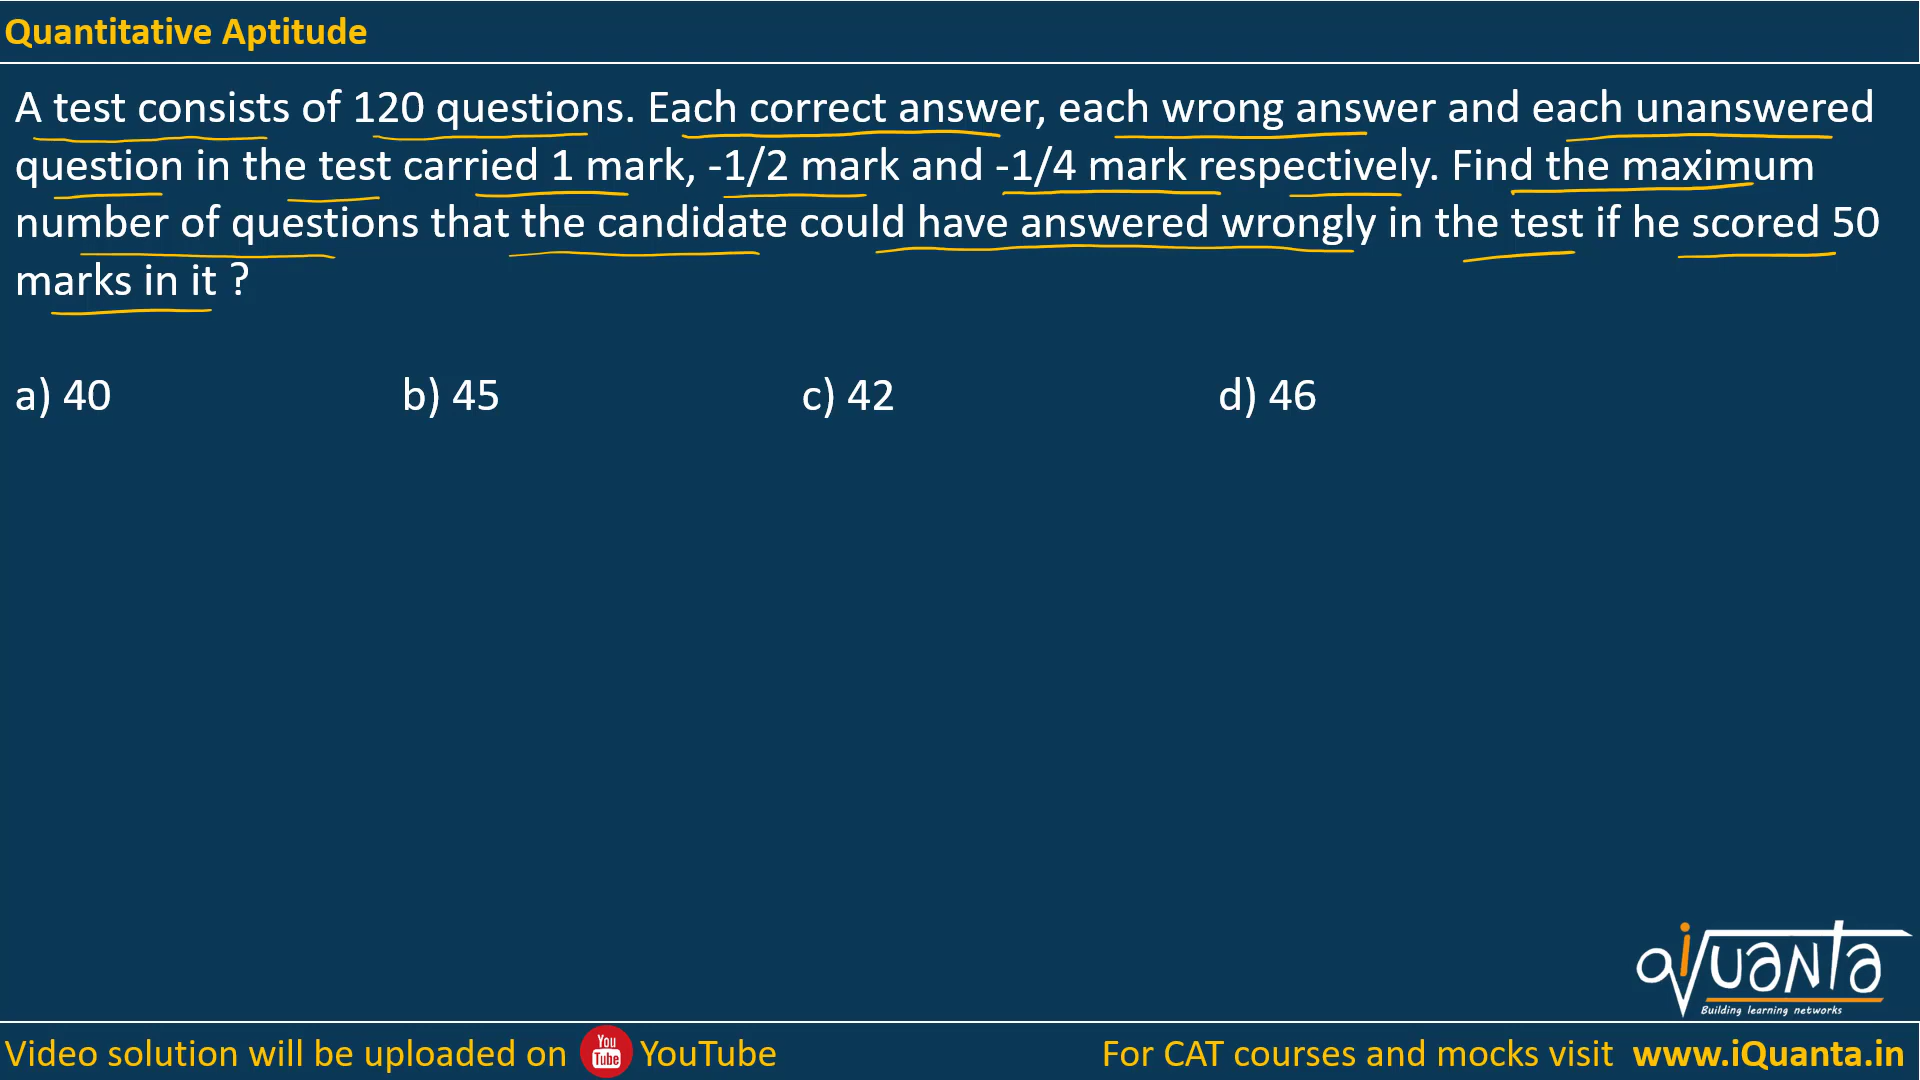 Quantitative Aptitude
A test consists of 120 questions. Each correct answer, each wrong answer and each unanswered
question in the test carried 1 mark, -1/2 mark and -1/4 mark respectively. Find the maximum
number of questions that the candidate could have answered wrongly in the test if he scored 50
marks in it ?
a) 40 b) 45 c) 42 d) 46
iQuanta
Building learning networks
Video solution will be uploaded on You Tube YouTube For CAT courses and mocks visit www.iQuanta.in